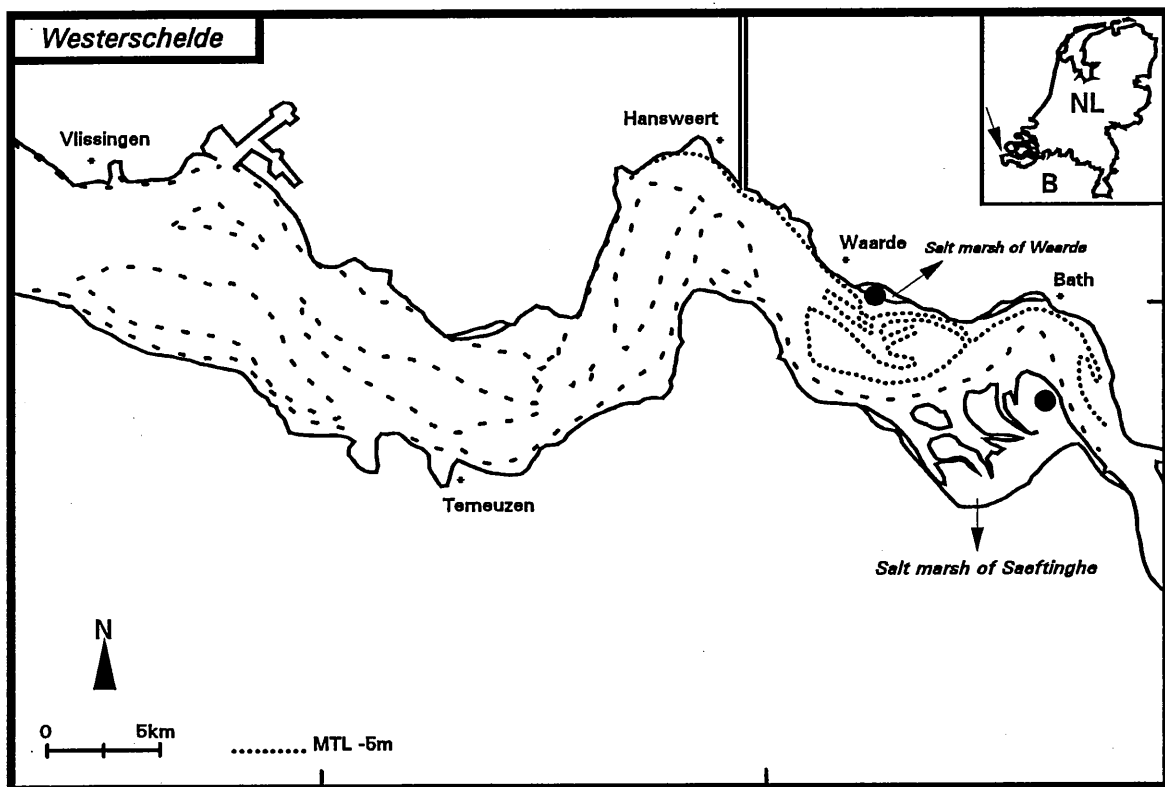 Westerschelde
NL
B
Vlissingen
Hansweert
Waarde
Salt marsh of Waarde
Bath
Terneuzen
Salt marsh of Saeftinghe
N
0 5km
MTL -5m